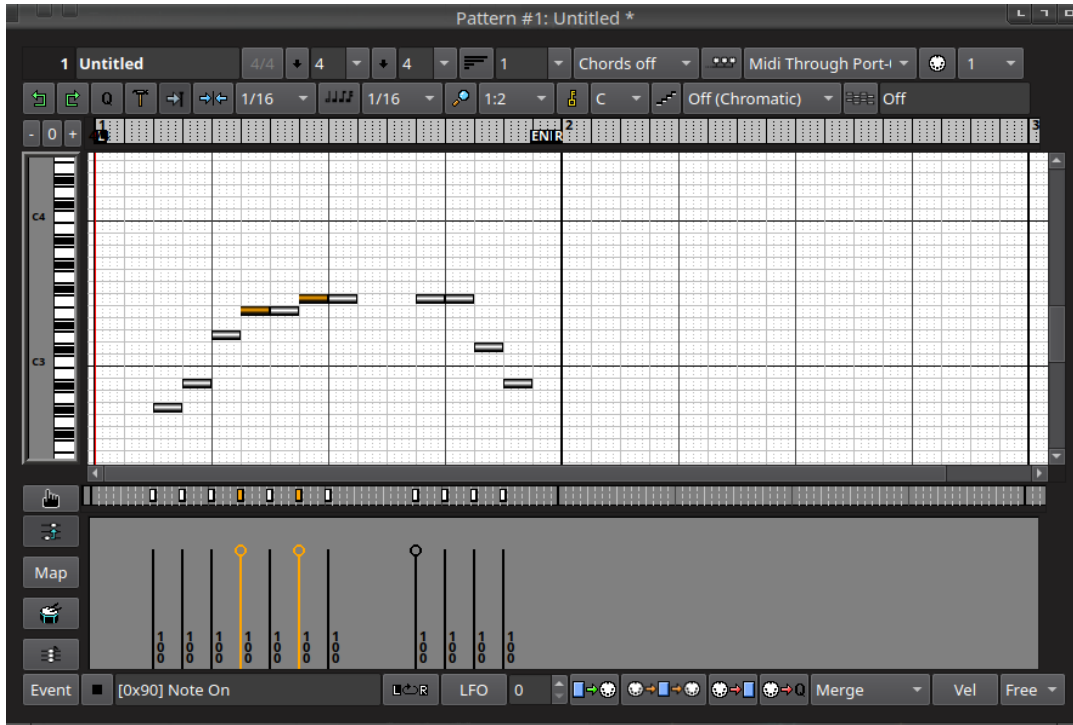 Pattern #1: Untitled *
1 Untitled 4/4 4 4 1 Chords off Midi Through Port-( 1
Q T 1/16 1/16 1:2 C Off (Chromatic) Off
- 0 + L 1 END R 2 3
C4
C3
Map
100 100 100 100 100 100 100 100 100 100 100
Event [0x90] Note On L R LFO 0 Q Merge Vel Free